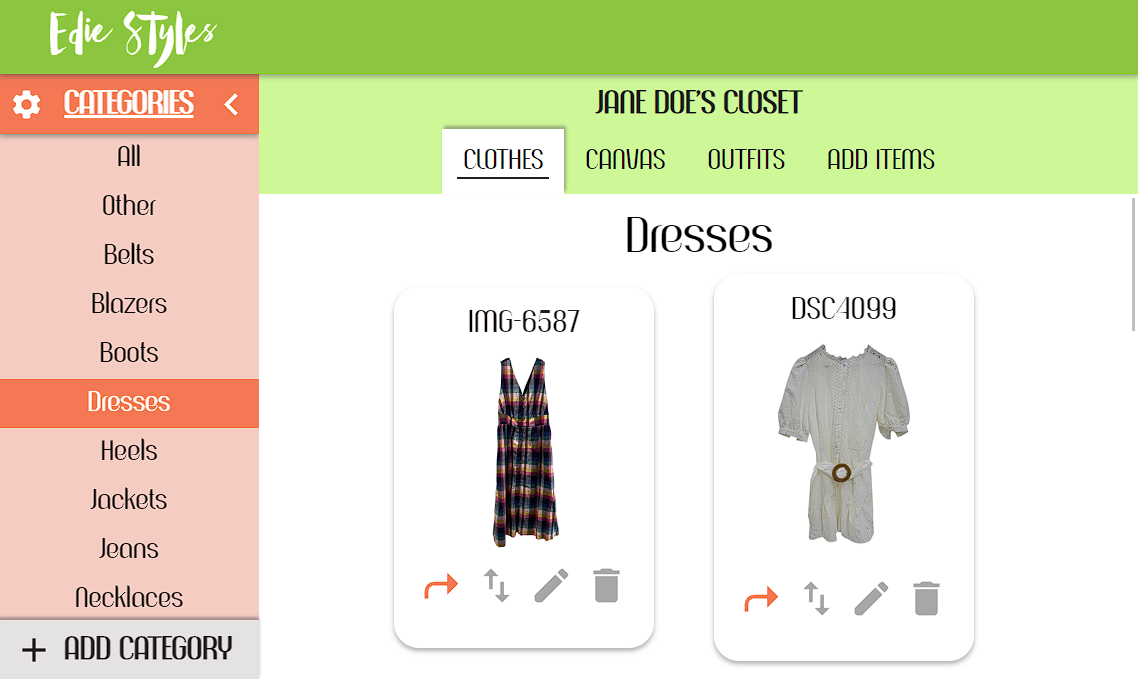 Edie Styles
CATEGORIES
All
Other
Belts
Blazers
Boots
Dresses
Heels
Jackets
Jeans
Necklaces
ADD CATEGORY
JANE DOE'S CLOSET
CLOTHES CANVAS OUTFITS ADD ITEMS
Dresses
IMG-6587
DSC4099